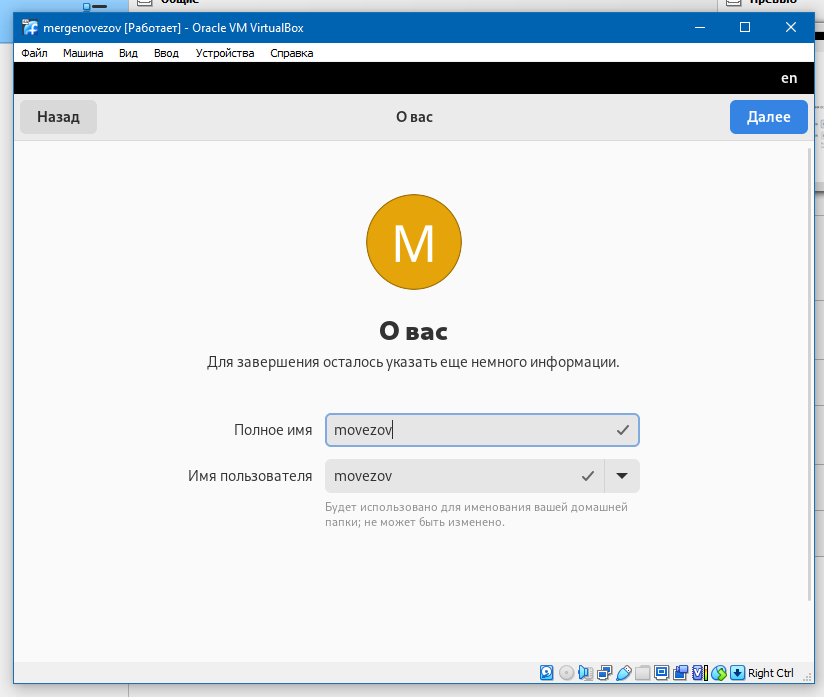 Общие
Превью
mergenovezov [Работает] - Oracle VM VirtualBox
Файл Машина Вид Ввод Устройства Справка
en
Назад О вас Далее
M
О вас
Для завершения осталось указать еще немного информации.
Полное имя movezov
Имя пользователя movezov
Будет использовано для именования вашей домашней
папки; не может быть изменено.
Right Ctrl